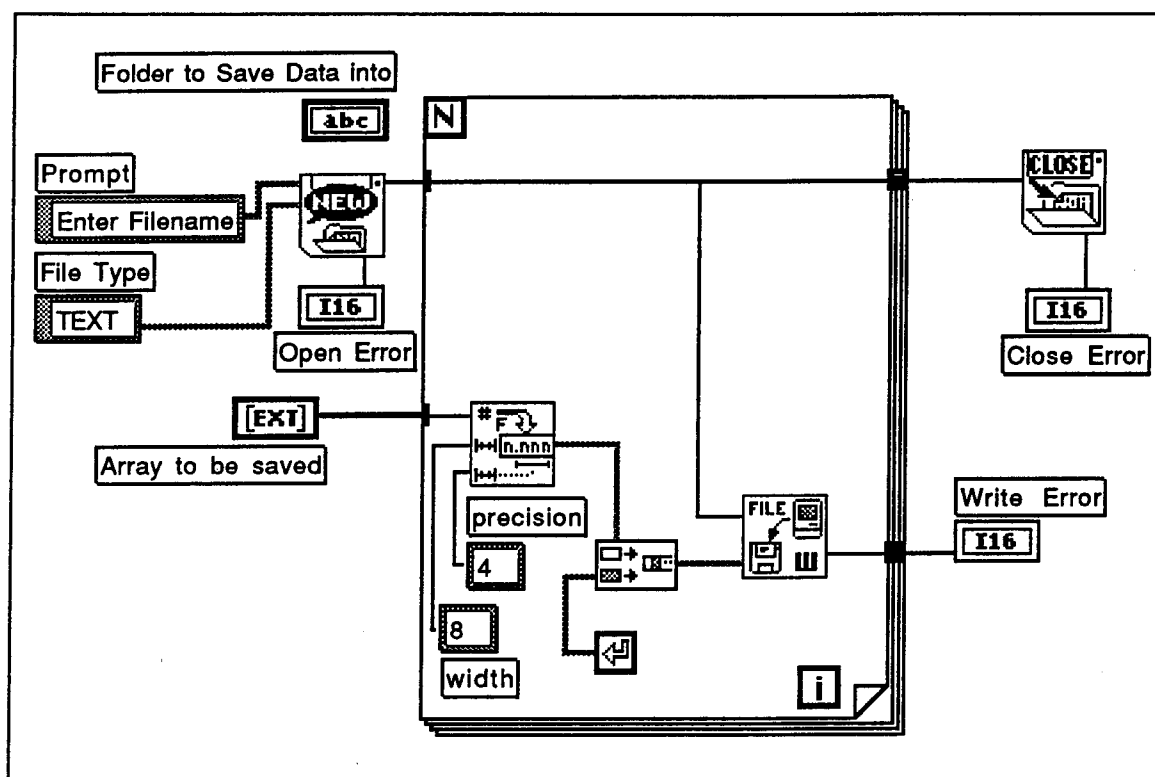 Folder to Save Data into
abc
N
Prompt
Enter Filename
NEW
CLOSE
File Type
TEXT
I16
Open Error
I16
Close Error
[EXT]
Array to be saved
# F
n.nnn
precision
4
8
width
FILE
Write Error
I16
i